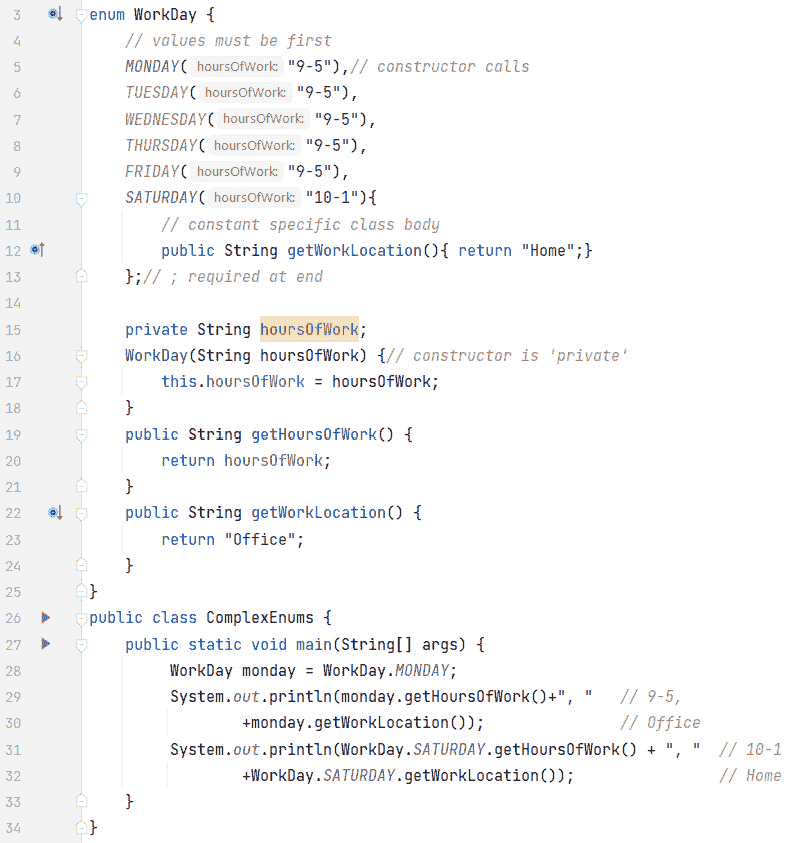 3 enum WorkDay {
4 // values must be first
5 MONDAY( hoursOfWork: "9-5"),// constructor calls
6 TUESDAY( hoursOfWork: "9-5"),
7 WEDNESDAY( hoursOfWork: "9-5"),
8 THURSDAY( hoursOfWork: "9-5"),
9 FRIDAY( hoursOfWork: "9-5"),
10 SATURDAY( hoursOfWork: "10-1"){
11 // constant specific class body
12 public String getWorkLocation(){ return "Home";}
13 };// ; required at end
14
15 private String hoursOfWork;
16 WorkDay(String hoursOfWork) {// constructor is 'private'
17 this.hoursOfWork = hoursOfWork;
18 }
19 public String getHoursOfWork() {
20 return hoursOfWork;
21 }
22 public String getWorkLocation() {
23 return "Office";
24 }
25 }
26 public class ComplexEnums {
27 public static void main(String[] args) {
28 WorkDay monday = WorkDay.MONDAY;
29 System.out.println(monday.getHoursOfWork()+", " // 9-5,
30 +monday.getWorkLocation()); // Office
31 System.out.println(WorkDay.SATURDAY.getHoursOfWork() + ", " // 10-1
32 +WorkDay.SATURDAY.getWorkLocation()); // Home
33 }
34 }